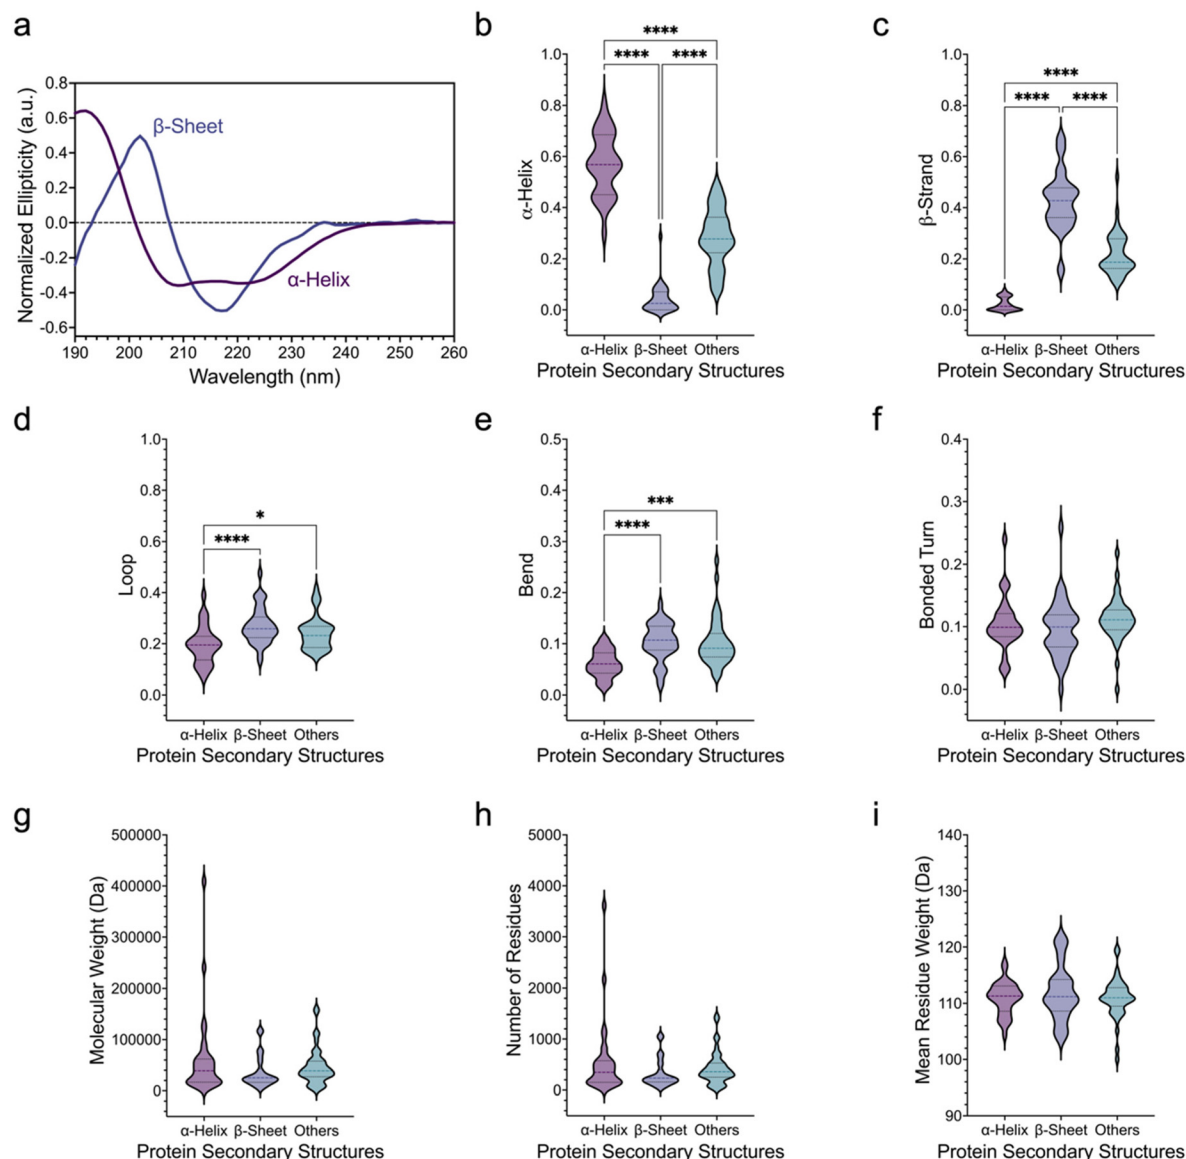 a
Normalized Ellipticity (a.u.)
0.8
0.6
0.4
0.2
0.0
-0.2
-0.4
-0.6
β-Sheet
α-Helix
190 200 210 220 230 240 250 260
Wavelength (nm)
b
α-Helix
1.0
0.8
0.6
0.4
0.2
0.0
****
**** ****
α-Helix β-Sheet Others
Protein Secondary Structures
c
β-Strand
1.0
0.8
0.6
0.4
0.2
0.0
****
**** ****
α-Helix β-Sheet Others
Protein Secondary Structures
d
Loop
1.0
0.8
0.6
0.4
0.2
0.0
*
****
α-Helix β-Sheet Others
Protein Secondary Structures
e
Bend
0.5
0.4
0.3
0.2
0.1
0.0
***
****
α-Helix β-Sheet Others
Protein Secondary Structures
f
Bonded Turn
0.4
0.3
0.2
0.1
0.0
α-Helix β-Sheet Others
Protein Secondary Structures
g
Molecular Weight (Da)
500000
400000
300000
200000
100000
0
α-Helix β-Sheet Others
Protein Secondary Structures
h
Number of Residues
5000
4000
3000
2000
1000
0
α-Helix β-Sheet Others
Protein Secondary Structures
i
Mean Residue Weight (Da)
140
130
120
110
100
90
α-Helix β-Sheet Others
Protein Secondary Structures